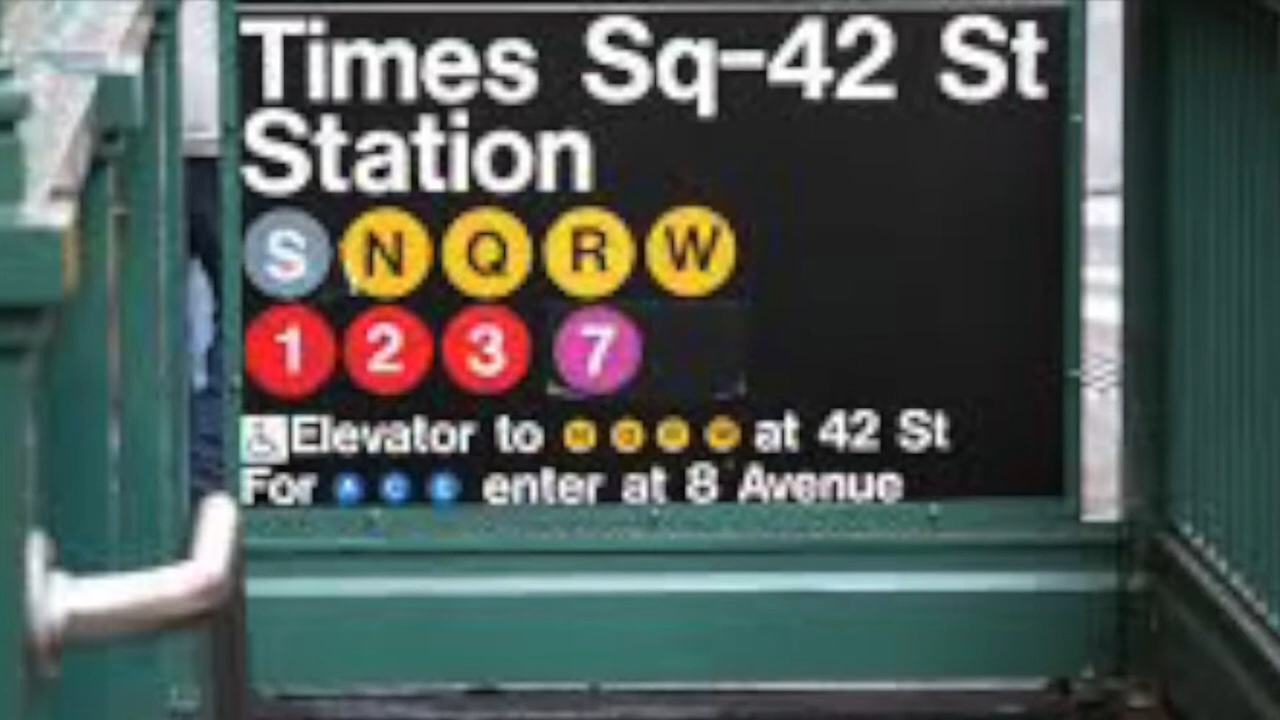 Times Sq-42 St
Station
S N Q R W
1 2 3 7
Elevator to at 42 St
For A C E enter at 8 Avenue